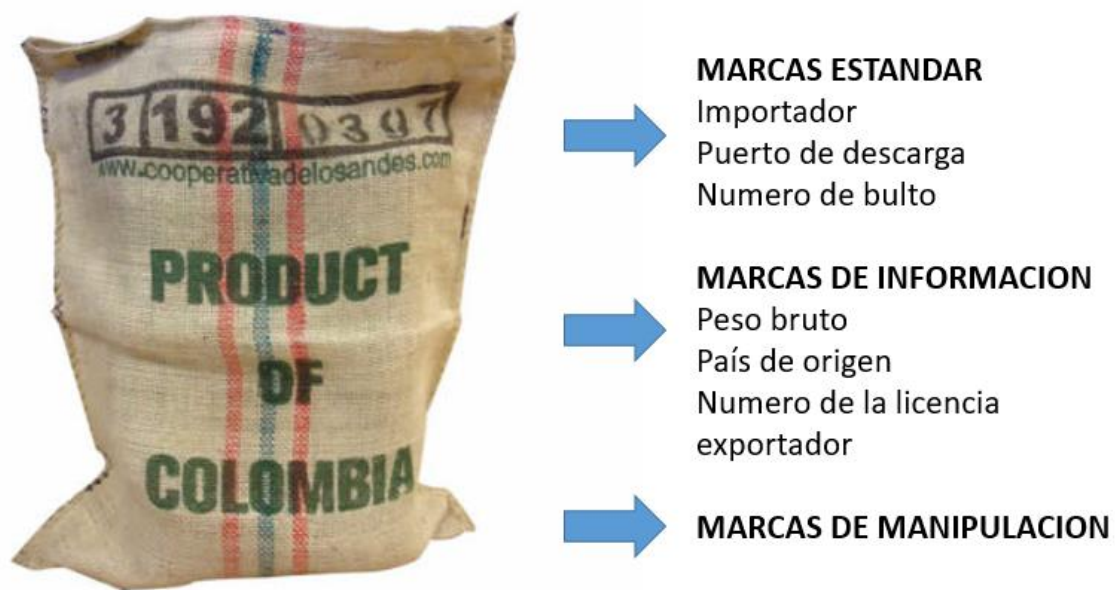 3 192 0307
www.cooperativadelosandes.com
PRODUCT
OF
COLOMBIA
MARCAS ESTANDAR
Importador
Puerto de descarga
Numero de bulto
MARCAS DE INFORMACION
Peso bruto
País de origen
Numero de la licencia
exportador
MARCAS DE MANIPULACION